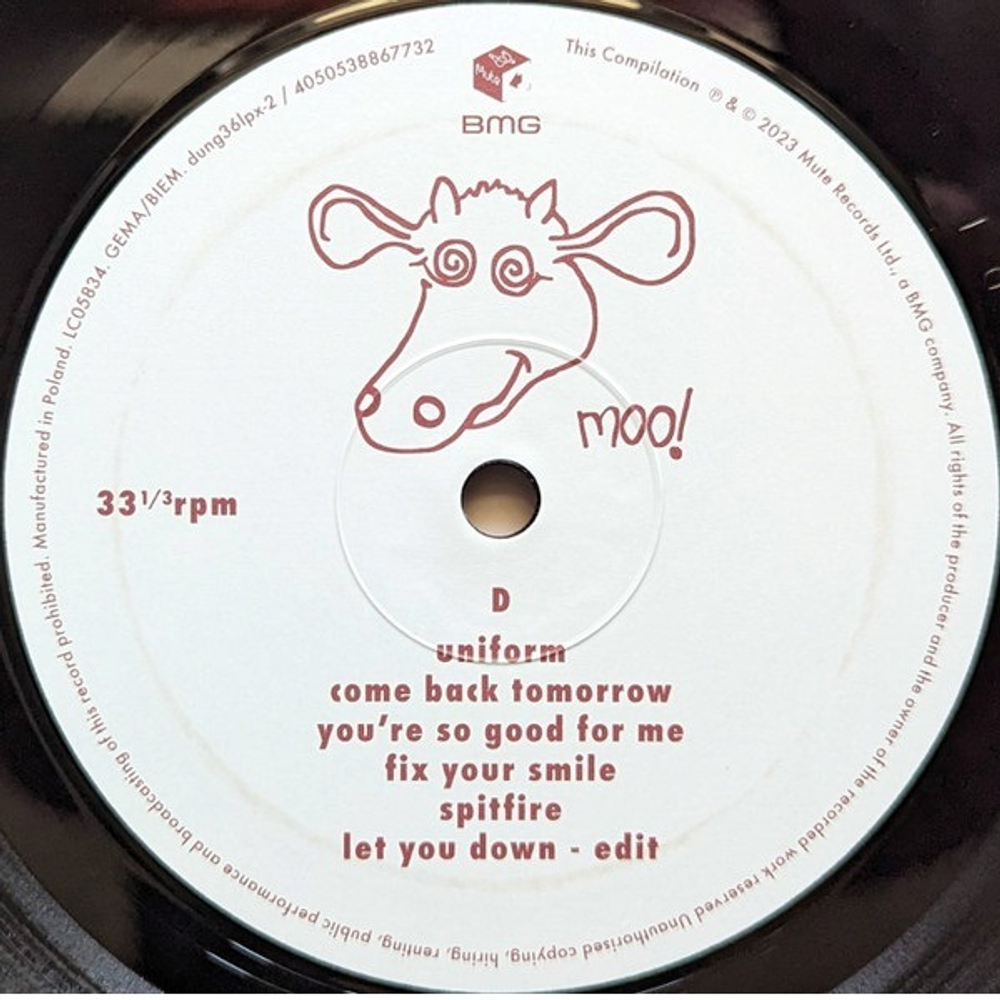 LC05834. GEMA/BIEM. dung36lpx-2 / 4050538867732
mute
BMG
This Compilation ℗ & © 2023 Mute Records Ltd., a BMG company. All rights of the producer and the owner of the recorded work reserved Unauthorised copying, hiring, renting, public performance and broadcasting of this record prohibited. Manufactured in Poland.
moo!
33 1/3rpm
D
uniform
come back tomorrow
you're so good for me
fix your smile
spitfire
let you down - edit